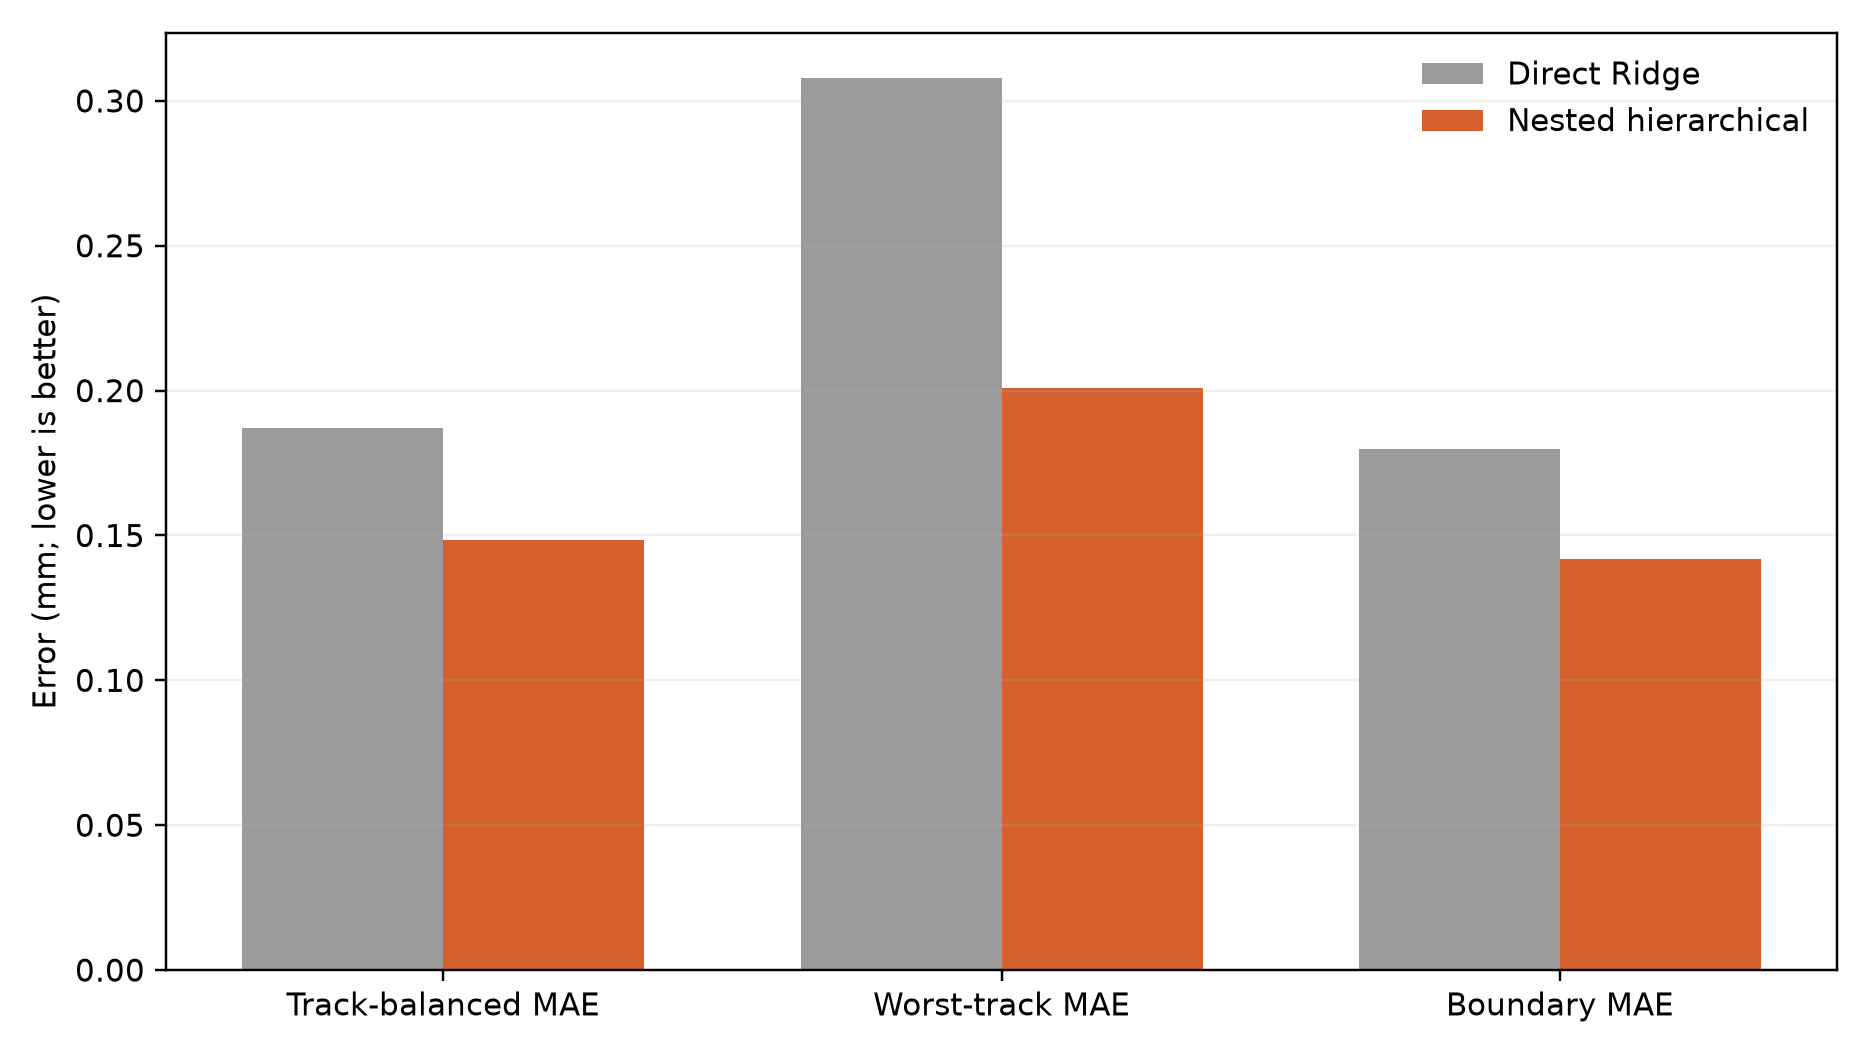 Direct Ridge
Nested hierarchical
Error (mm; lower is better)
0.30
0.25
0.20
0.15
0.10
0.05
0.00
Track-balanced MAE
Worst-track MAE
Boundary MAE